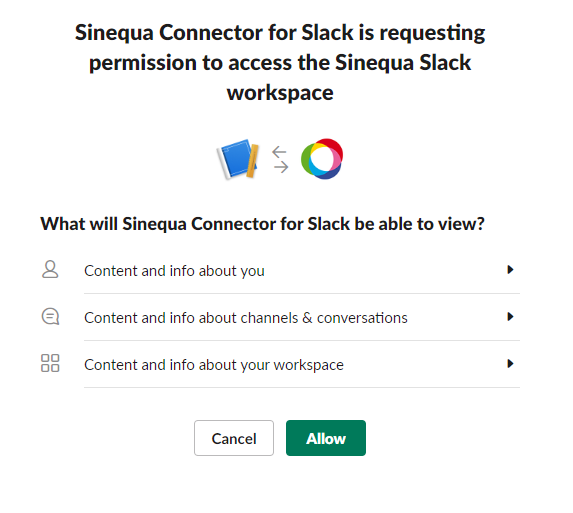 Sinequa Connector for Slack is requesting
permission to access the Sinequa Slack
workspace
What will Sinequa Connector for Slack be able to view?
Content and info about you
Content and info about channels & conversations
Content and info about your workspace
Cancel
Allow